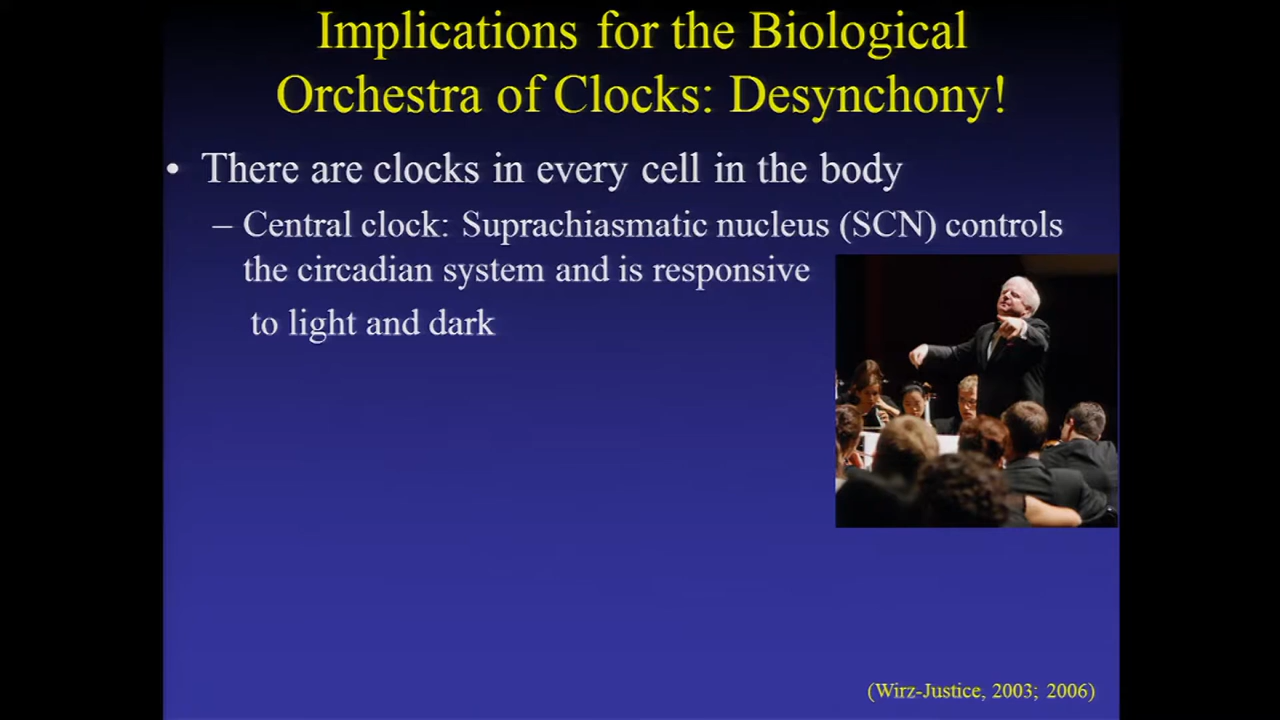 Implications for the Biological
Orchestra of Clocks: Desynchony!
• There are clocks in every cell in the body
– Central clock: Suprachiasmatic nucleus (SCN) controls
the circadian system and is responsive
to light and dark
(Wirz-Justice, 2003; 2006)